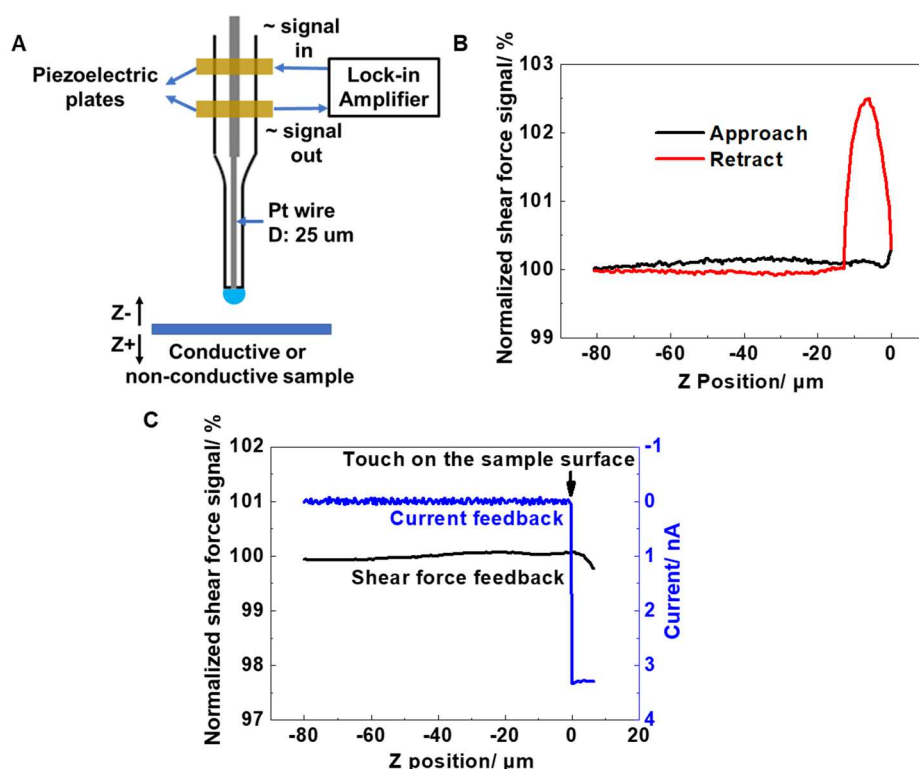 A
~ signal
in
Piezoelectric
plates
Lock-in
Amplifier
~ signal
out
Pt wire
D: 25 um
Z-
Z+
Conductive or
non-conductive sample
B
Normalized shear force signal/ %
103
102
101
100
99
Approach
Retract
-80
-60
-40
-20
0
Z Position/ µm
C
Normalized shear force signal/ %
102
101
100
99
98
97
Touch on the sample surface
Current feedback
Shear force feedback
-1
0
1
2
3
4
Current/ nA
-80
-60
-40
-20
0
20
Z position/ µm